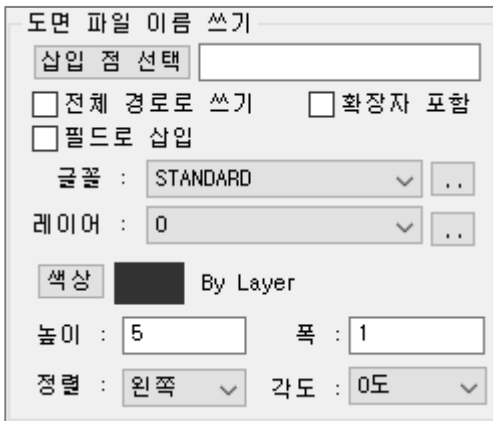 도면 파일 이름 쓰기
삽입 점 선택
전체 경로로 쓰기 확장자 포함
필드로 삽입
글꼴 : STANDARD ..
레이어 : 0 ..
색상 By Layer
높이 : 5 폭 : 1
정렬 : 왼쪽 각도 : 0도